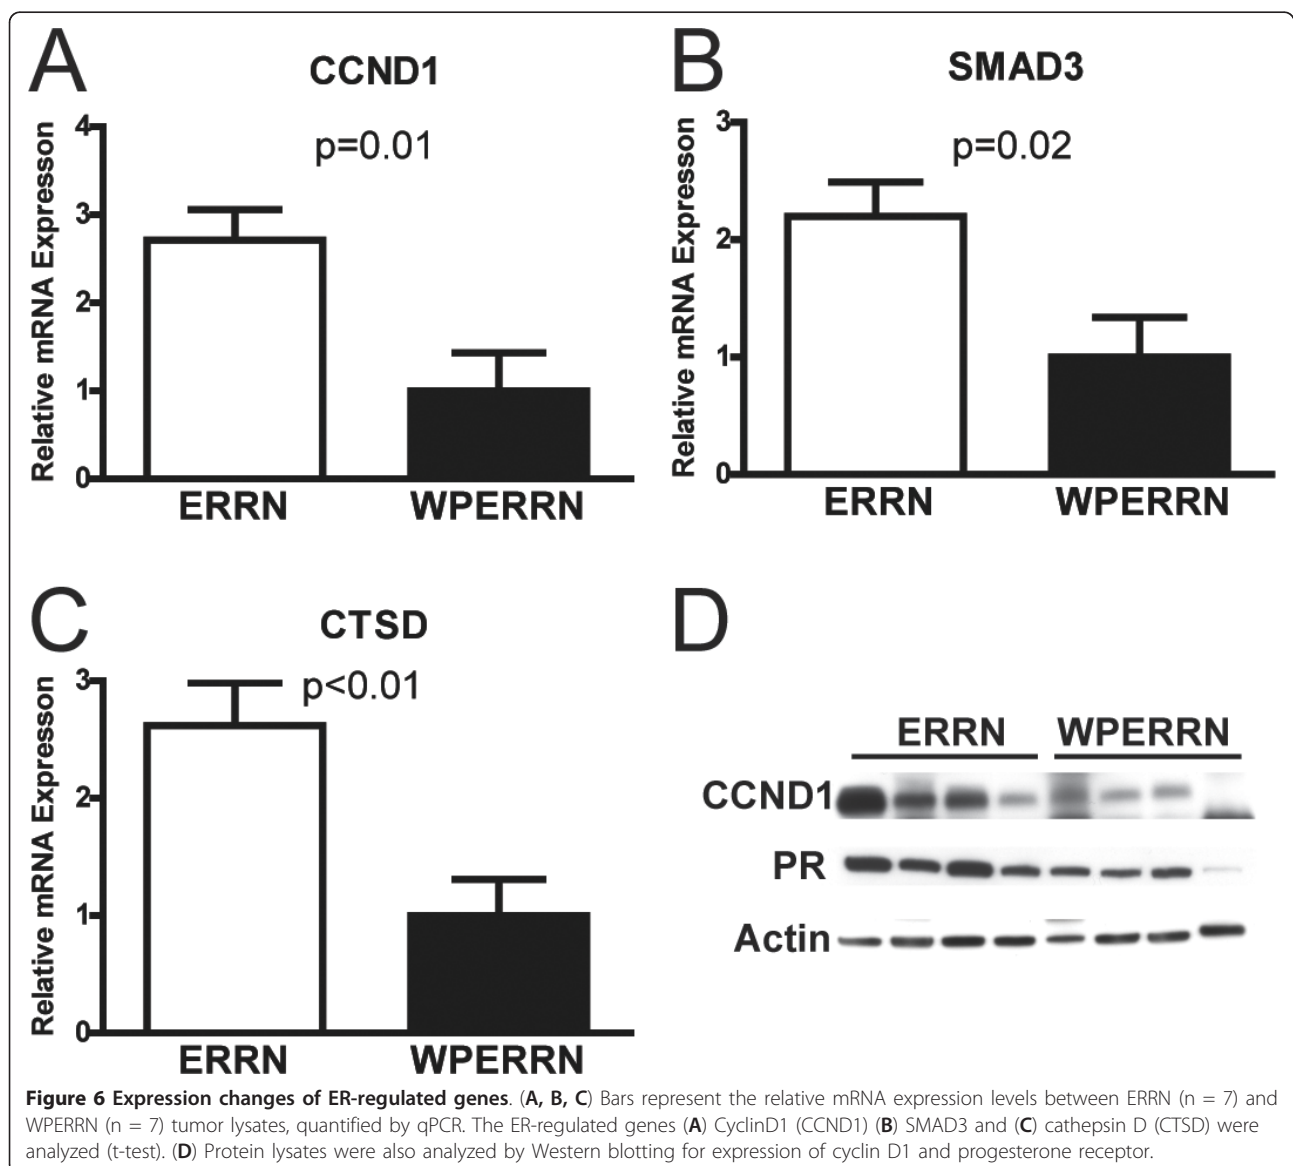 A
CCND1
p=0.01
Relative mRNA Expresson
4
3
2
1
0
ERRN
WPERRN
B
SMAD3
p=0.02
Relative mRNA Expresson
3
2
1
0
ERRN
WPERRN
C
CTSD
p<0.01
Relative mRNA Expresson
3
2
1
0
ERRN
WPERRN
D
ERRN WPERRN
CCND1
PR
Actin
Figure 6 Expression changes of ER-regulated genes. (A, B, C) Bars represent the relative mRNA expression levels between ERRN (n = 7) and
WPERRN (n = 7) tumor lysates, quantified by qPCR. The ER-regulated genes (A) CyclinD1 (CCND1) (B) SMAD3 and (C) cathepsin D (CTSD) were
analyzed (t-test). (D) Protein lysates were also analyzed by Western blotting for expression of cyclin D1 and progesterone receptor.